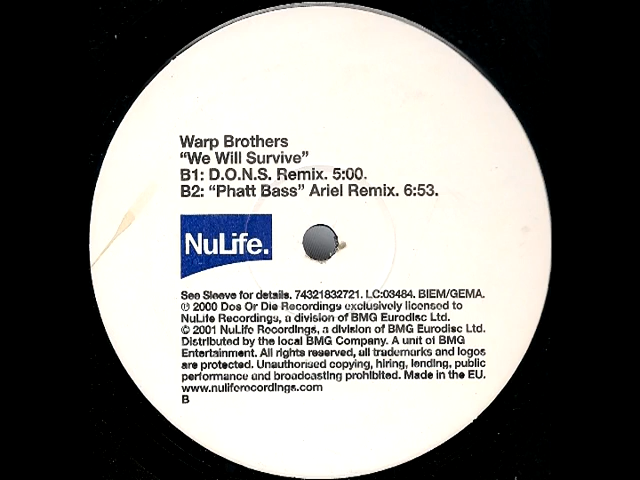 Warp Brothers
“We Will Survive”
B1: D.O.N.S. Remix. 5:00.
B2: “Phatt Bass” Ariel Remix. 6:53.
NuLife.
See Sleeve for details. 74321832721. LC:03484. BIEM/GEMA.
℗ 2000 Dos Or Die Recordings exclusively licensed to
NuLife Recordings, a division of BMG Eurodisc Ltd.
© 2001 NuLife Recordings, a division of BMG Eurodisc Ltd.
Distributed by the local BMG Company. A unit of BMG
Entertainment. All rights reserved, all trademarks and logos
are protected. Unauthorised copying, hiring, lending, public
performance and broadcasting prohibited. Made in the EU.
www.nuliferecordings.com
B